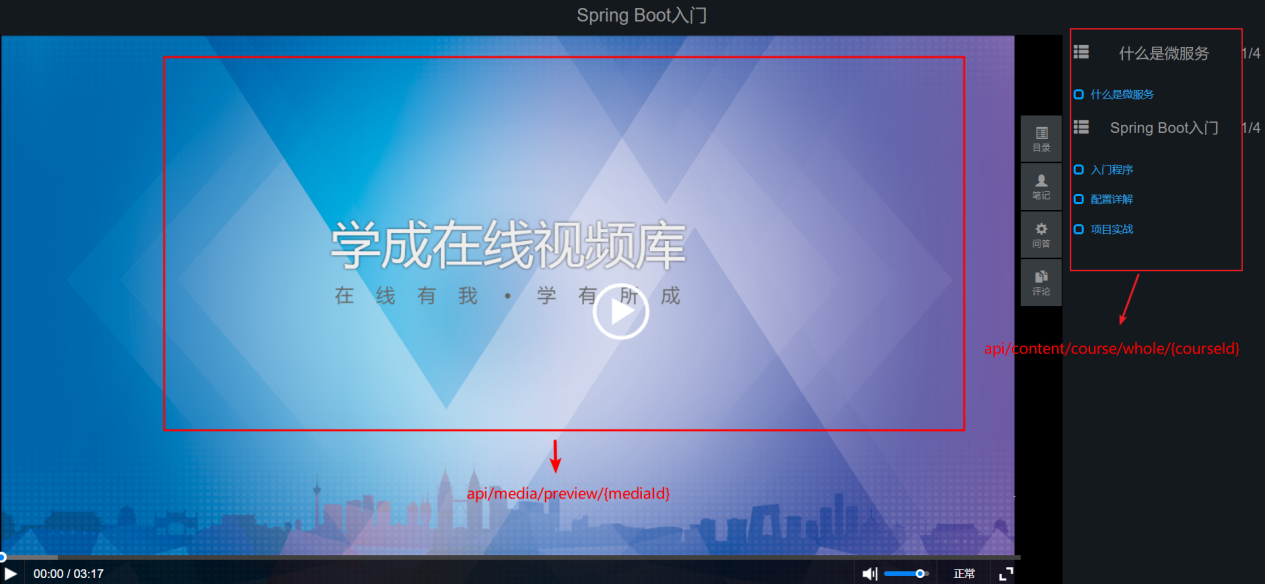 Spring Boot入门
学成在线视频库
在线有我·学有所成
api/media/preview/{mediaId}
00:00 / 03:17
正常
目录
笔记
问答
评论
什么是微服务 1/4
什么是微服务
Spring Boot入门 1/4
入门程序
配置详解
项目实战
api/content/course/whole/{courseId}